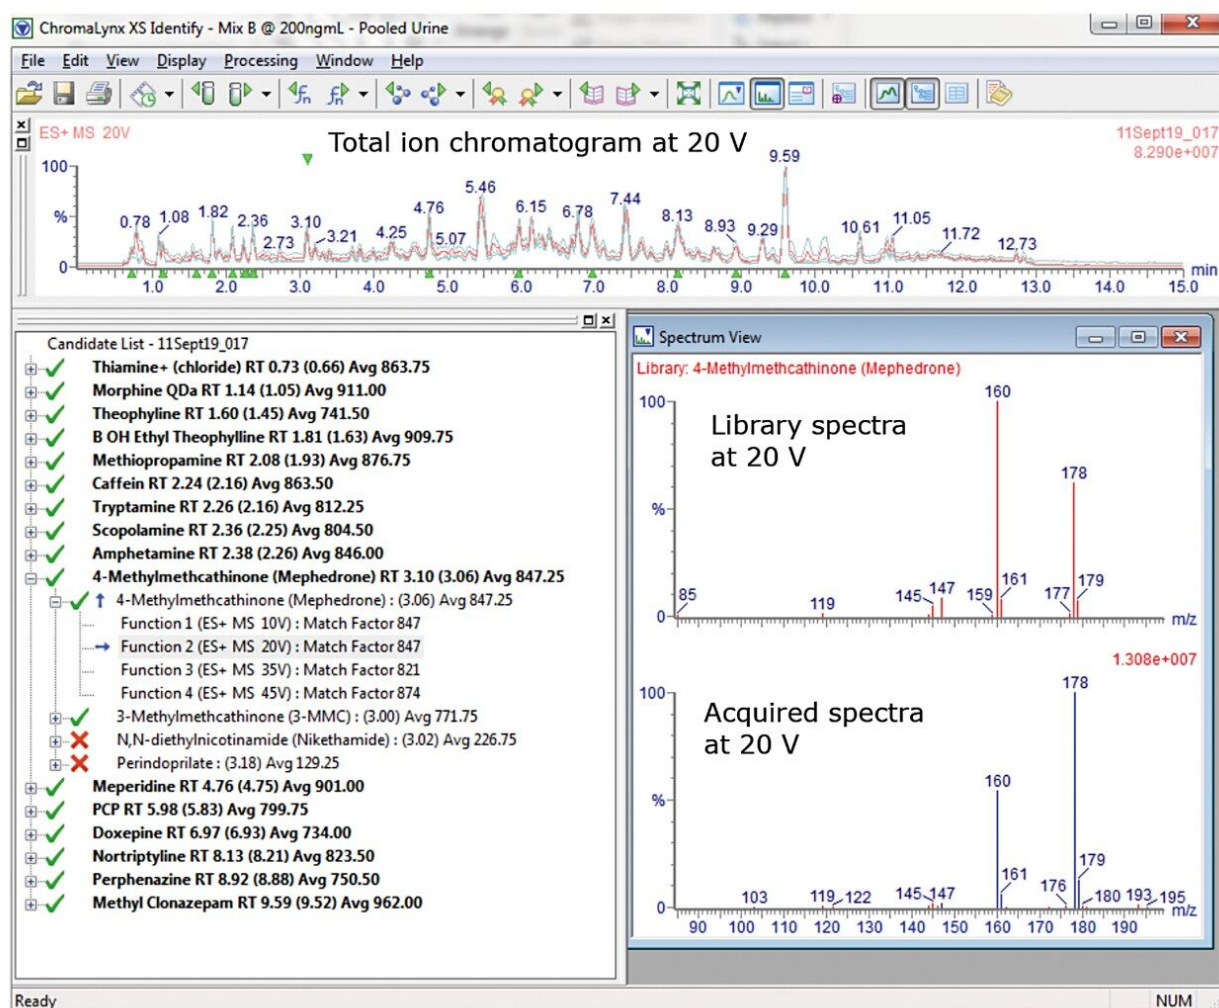 ChromaLynx XS Identify - Mix B @ 200ngmL - Pooled Urine
File Edit View Display Processing Window Help
ES+ MS 20V
Total ion chromatogram at 20 V
11Sept19_017
8.290e+007
100
%
0
0.78 1.08 1.82 2.36 2.73 3.10 3.21 4.25 4.76 5.07 5.46 6.15 6.78 7.44 8.13 8.93 9.29 9.59 10.61 11.05 11.72 12.73
min
1.0 2.0 3.0 4.0 5.0 6.0 7.0 8.0 9.0 10.0 11.0 12.0 13.0 14.0 15.0
Candidate List - 11Sept19_017
Thiamine+ (chloride) RT 0.73 (0.66) Avg 863.75
Morphine QDa RT 1.14 (1.05) Avg 911.00
Theophyline RT 1.60 (1.45) Avg 741.50
B OH Ethyl Theophylline RT 1.81 (1.63) Avg 909.75
Methiopropamine RT 2.08 (1.93) Avg 876.75
Caffein RT 2.24 (2.16) Avg 863.50
Tryptamine RT 2.26 (2.16) Avg 812.25
Scopolamine RT 2.36 (2.25) Avg 804.50
Amphetamine RT 2.38 (2.26) Avg 846.00
4-Methylmethcathinone (Mephedrone) RT 3.10 (3.06) Avg 847.25
4-Methylmethcathinone (Mephedrone) : (3.06) Avg 847.25
Function 1 (ES+ MS 10V) : Match Factor 847
Function 2 (ES+ MS 20V) : Match Factor 847
Function 3 (ES+ MS 35V) : Match Factor 821
Function 4 (ES+ MS 45V) : Match Factor 874
3-Methylmethcathinone (3-MMC) : (3.00) Avg 771.75
N,N-diethylnicotinamide (Nikethamide) : (3.02) Avg 226.75
Perindoprilate : (3.18) Avg 129.25
Meperidine RT 4.76 (4.75) Avg 901.00
PCP RT 5.98 (5.83) Avg 799.75
Doxepine RT 6.97 (6.93) Avg 734.00
Nortriptyline RT 8.13 (8.21) Avg 823.50
Perphenazine RT 8.92 (8.88) Avg 750.50
Methyl Clonazepam RT 9.59 (9.52) Avg 962.00
Spectrum View
Library: 4-Methylmethcathinone (Mephedrone)
100
%
0
Library spectra
at 20 V
85 119 145 147 159 160 161 177 178 179
m/z
1.308e+007
100
%
0
Acquired spectra
at 20 V
103 119 122 145 147 160 161 176 178 179 180 193 195
m/z
90 100 110 120 130 140 150 160 170 180 190
Ready
NUM